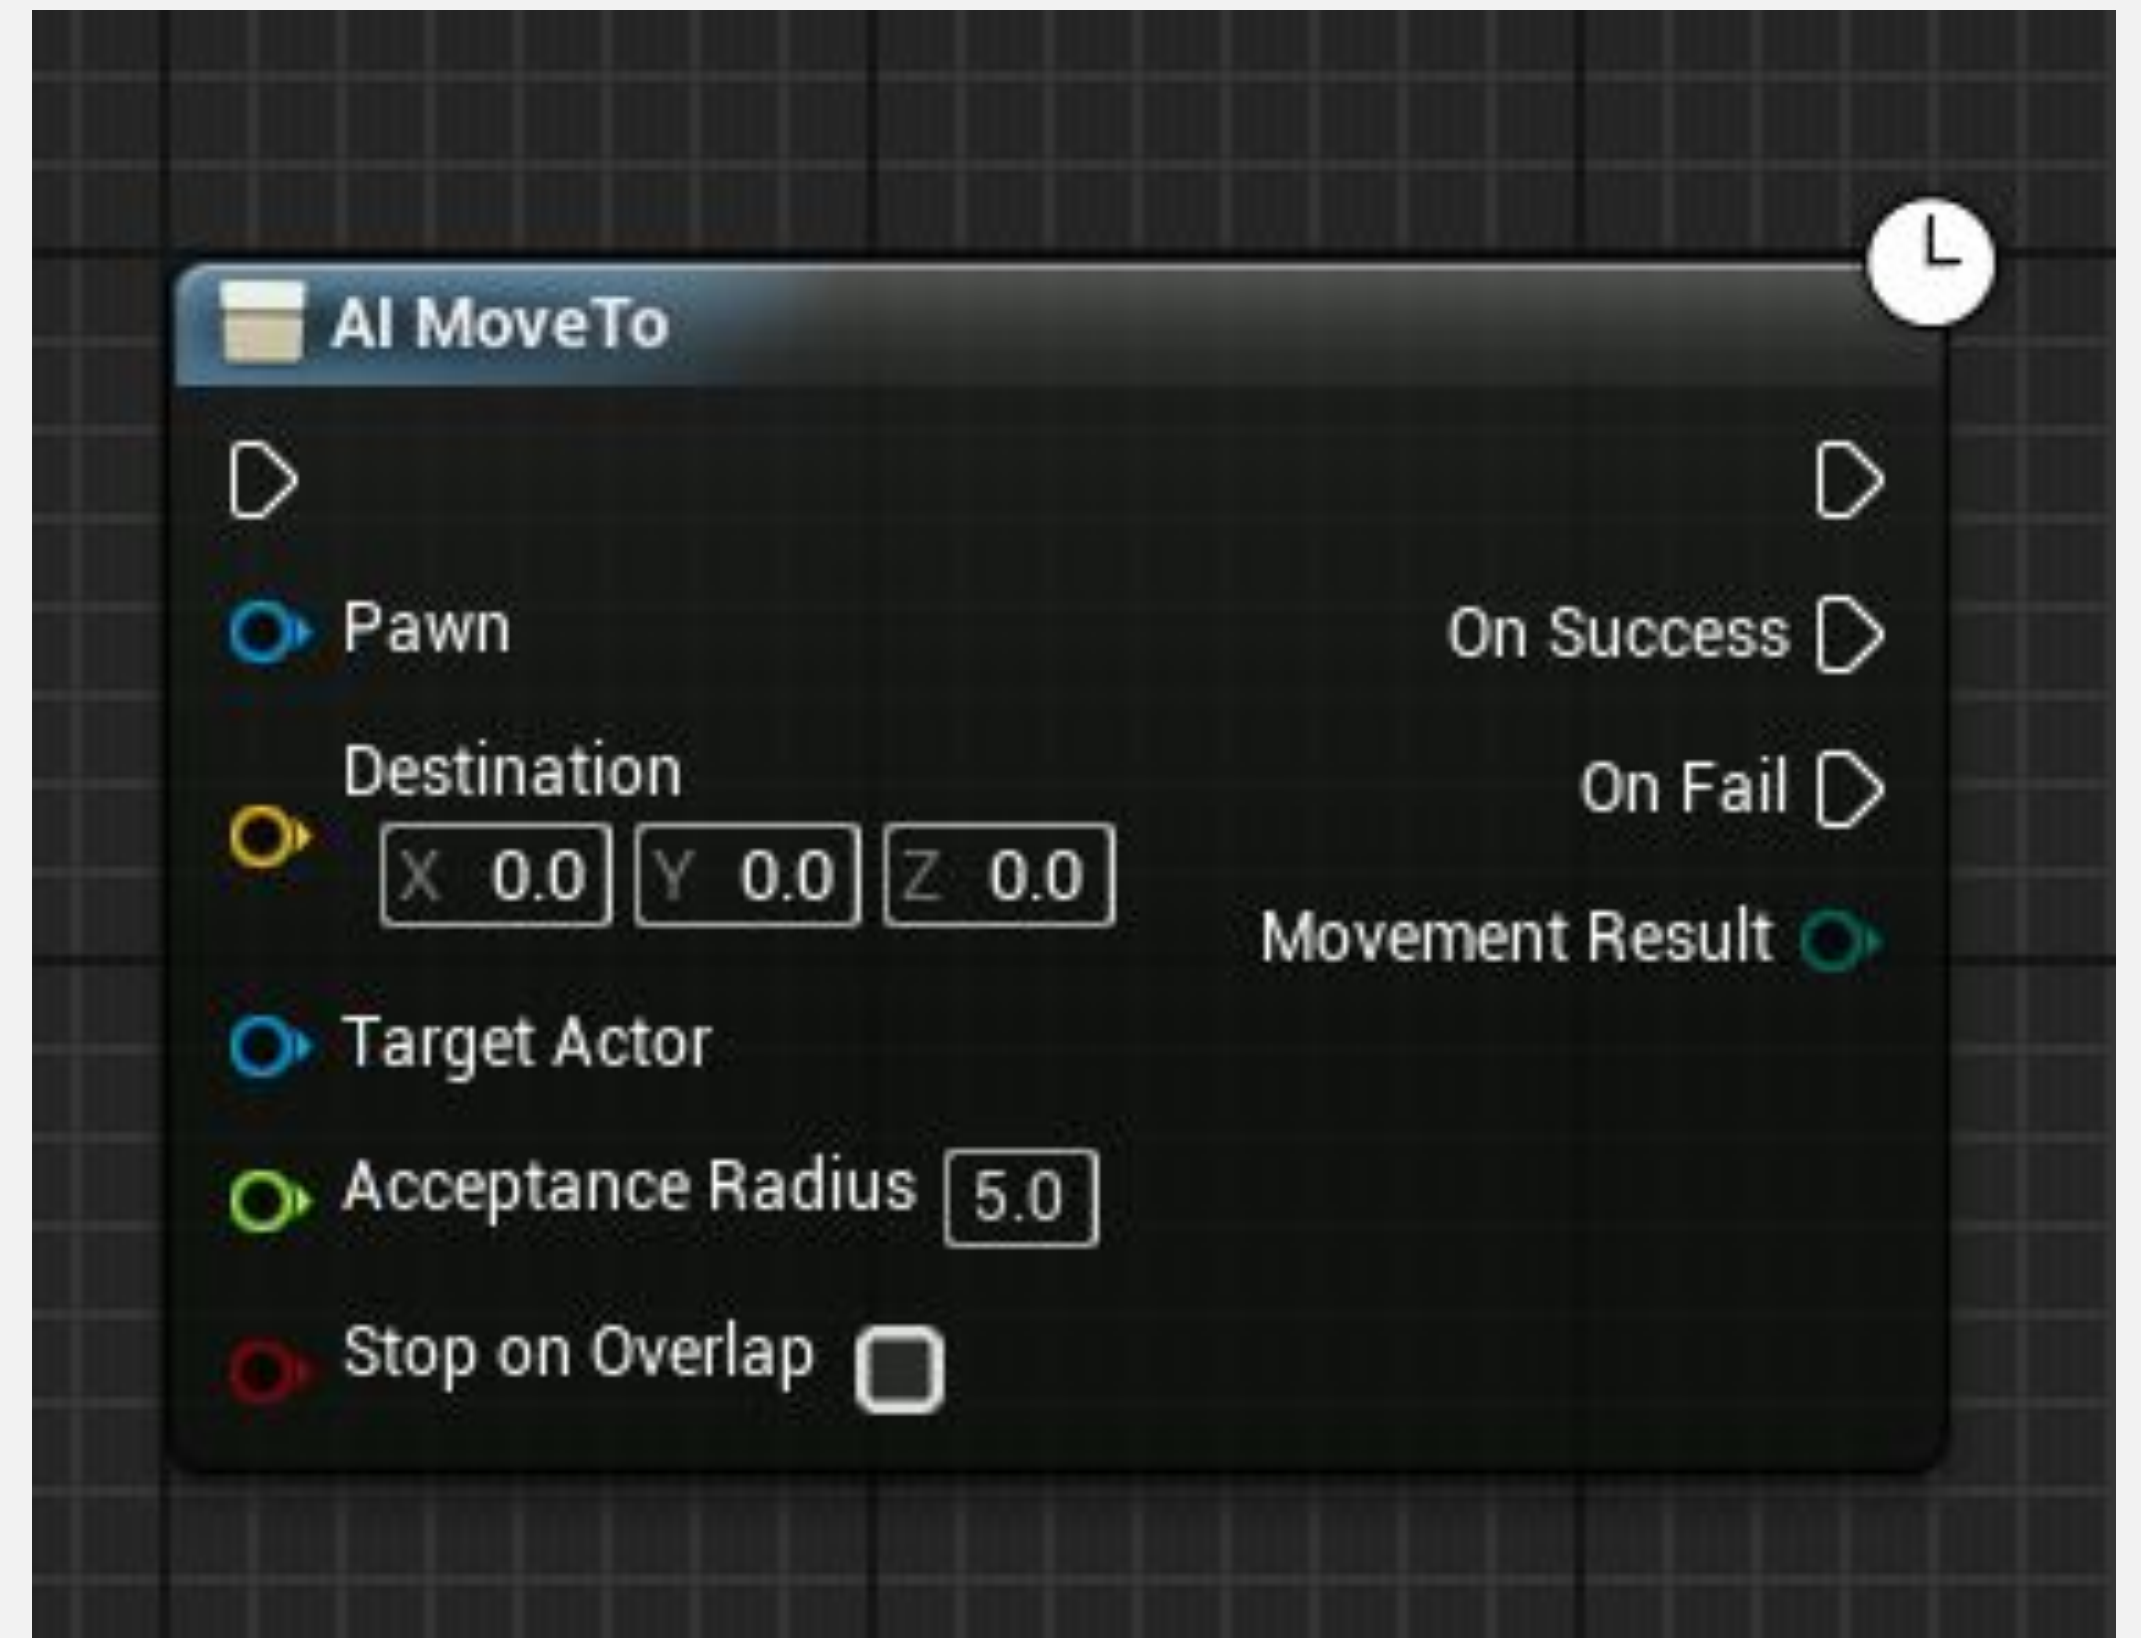 AI MoveTo
Pawn
On Success
Destination
On Fail
X 0.0 Y 0.0 Z 0.0
Movement Result
Target Actor
Acceptance Radius 5.0
Stop on Overlap